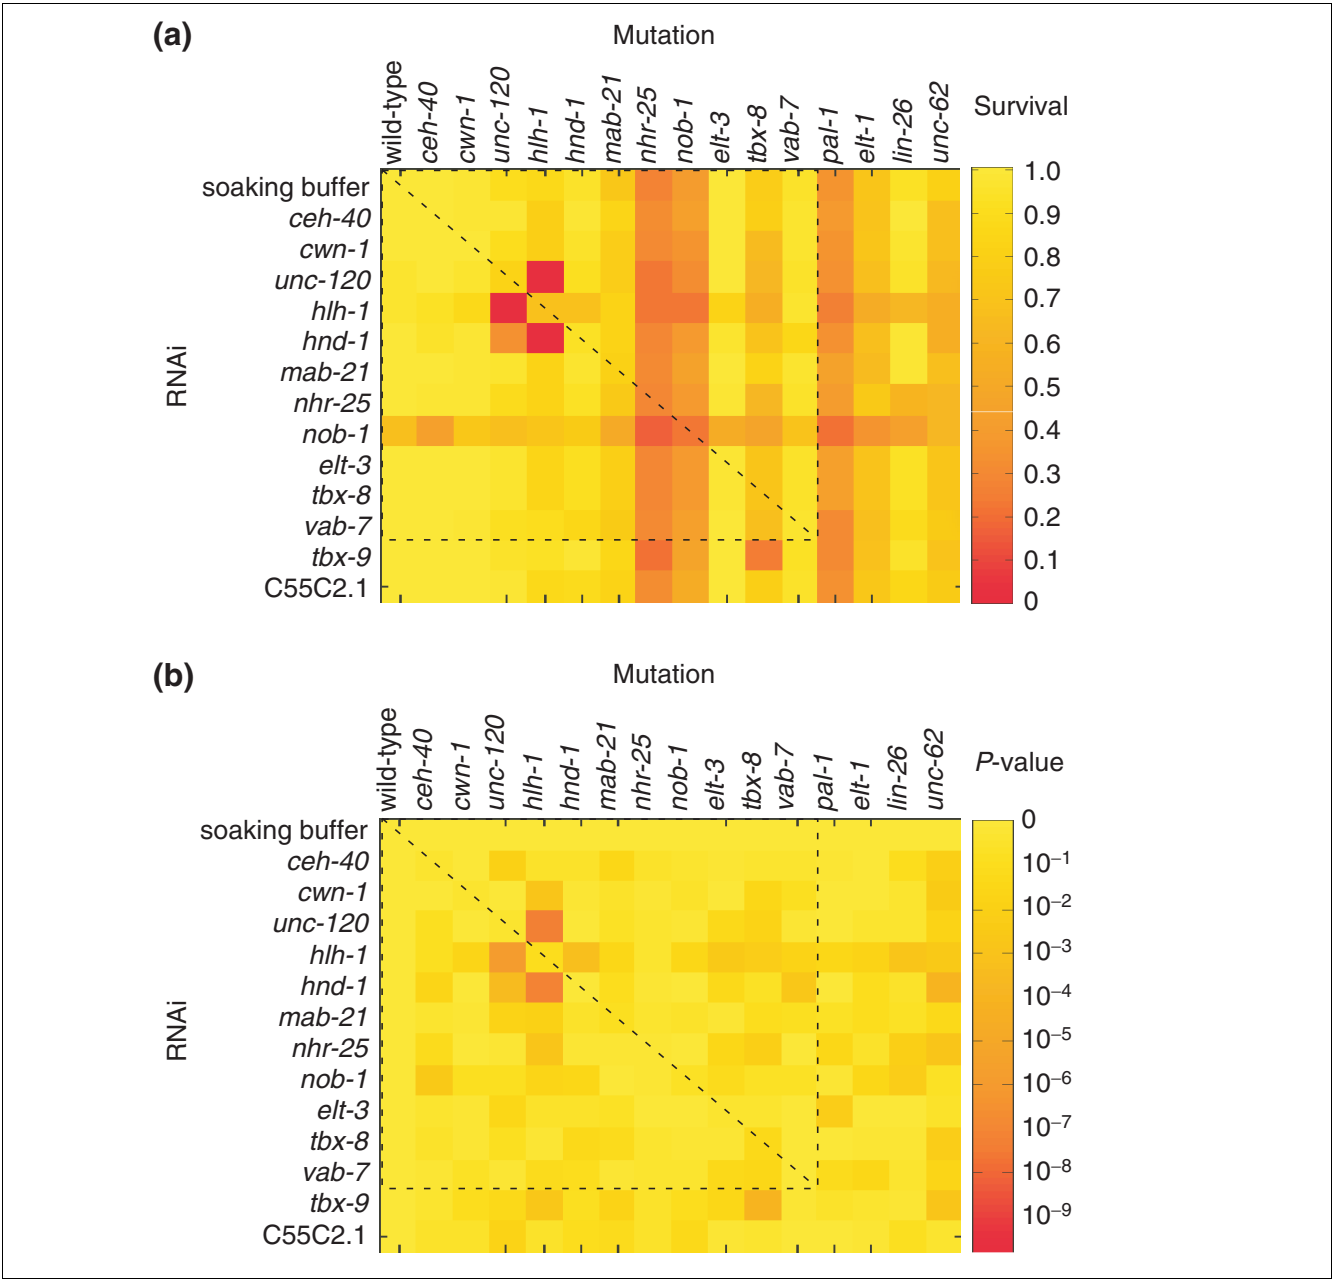 (a)
Mutation
wild-type
ceh-40
cwn-1
unc-120
hlh-1
hnd-1
mab-21
nhr-25
nob-1
elt-3
tbx-8
vab-7
pal-1
elt-1
lin-26
unc-62
Survival
RNAi
soaking buffer
ceh-40
cwn-1
unc-120
hlh-1
hnd-1
mab-21
nhr-25
nob-1
elt-3
tbx-8
vab-7
tbx-9
C55C2.1
1.0
0.9
0.8
0.7
0.6
0.5
0.4
0.3
0.2
0.1
0
(b)
Mutation
wild-type
ceh-40
cwn-1
unc-120
hlh-1
hnd-1
mab-21
nhr-25
nob-1
elt-3
tbx-8
vab-7
pal-1
elt-1
lin-26
unc-62
P-value
RNAi
soaking buffer
ceh-40
cwn-1
unc-120
hlh-1
hnd-1
mab-21
nhr-25
nob-1
elt-3
tbx-8
vab-7
tbx-9
C55C2.1
0
10⁻¹
10⁻²
10⁻³
10⁻⁴
10⁻⁵
10⁻⁶
10⁻⁷
10⁻⁸
10⁻⁹